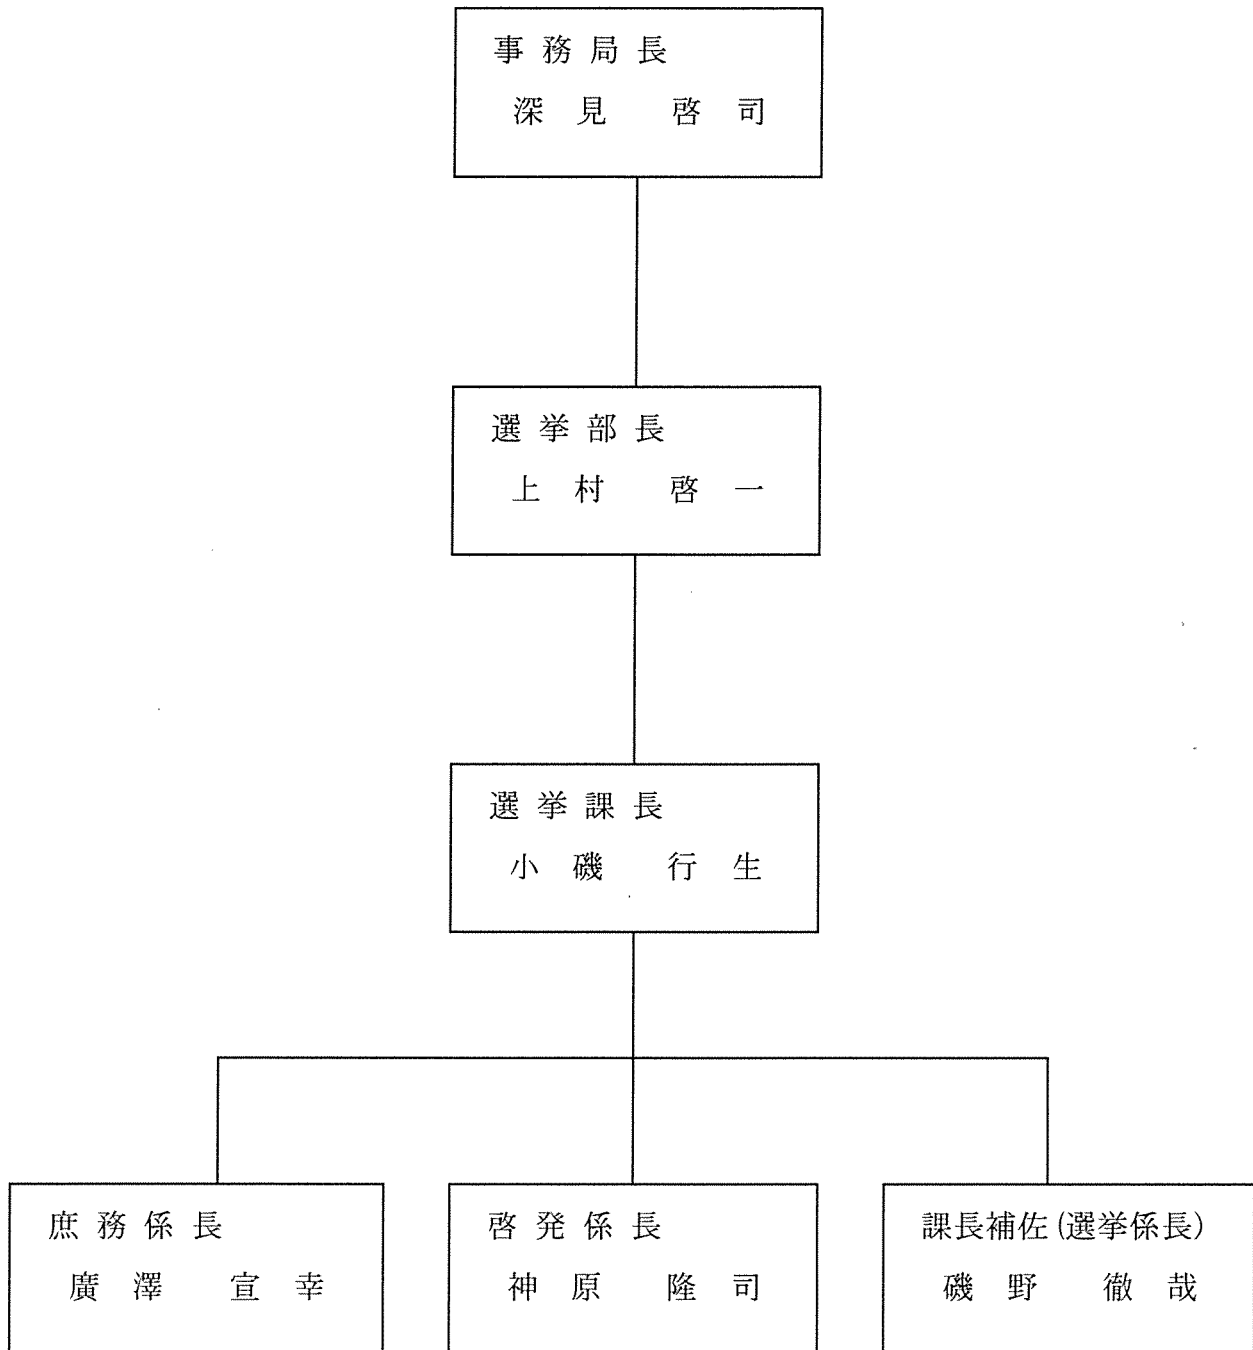 事務局長
深見 啓司
選挙部長
上村 啓一
選挙課長
小磯 行生
庶務係長
廣澤 宣幸
啓発係長
神原 隆司
課長補佐(選挙係長)
磯野 徹哉